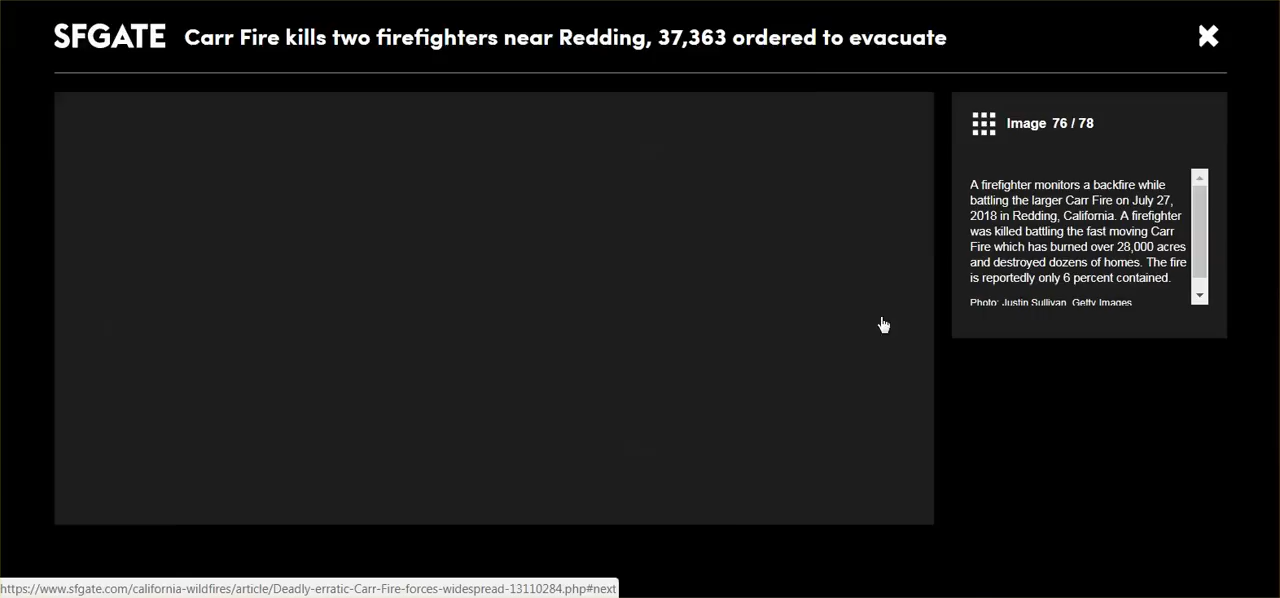 SFGATE Carr Fire kills two firefighters near Redding, 37,363 ordered to evacuate
Image 76 / 78
A firefighter monitors a backfire while
battling the larger Carr Fire on July 27,
2018 in Redding, California. A firefighter
was killed battling the fast moving Carr
Fire which has burned over 28,000 acres
and destroyed dozens of homes. The fire
is reportedly only 6 percent contained.
Photo: Justin Sullivan, Getty Images
https://www.sfgate.com/california-wildfires/article/Deadly-erratic-Carr-Fire-forces-widespread-13110284.php#next